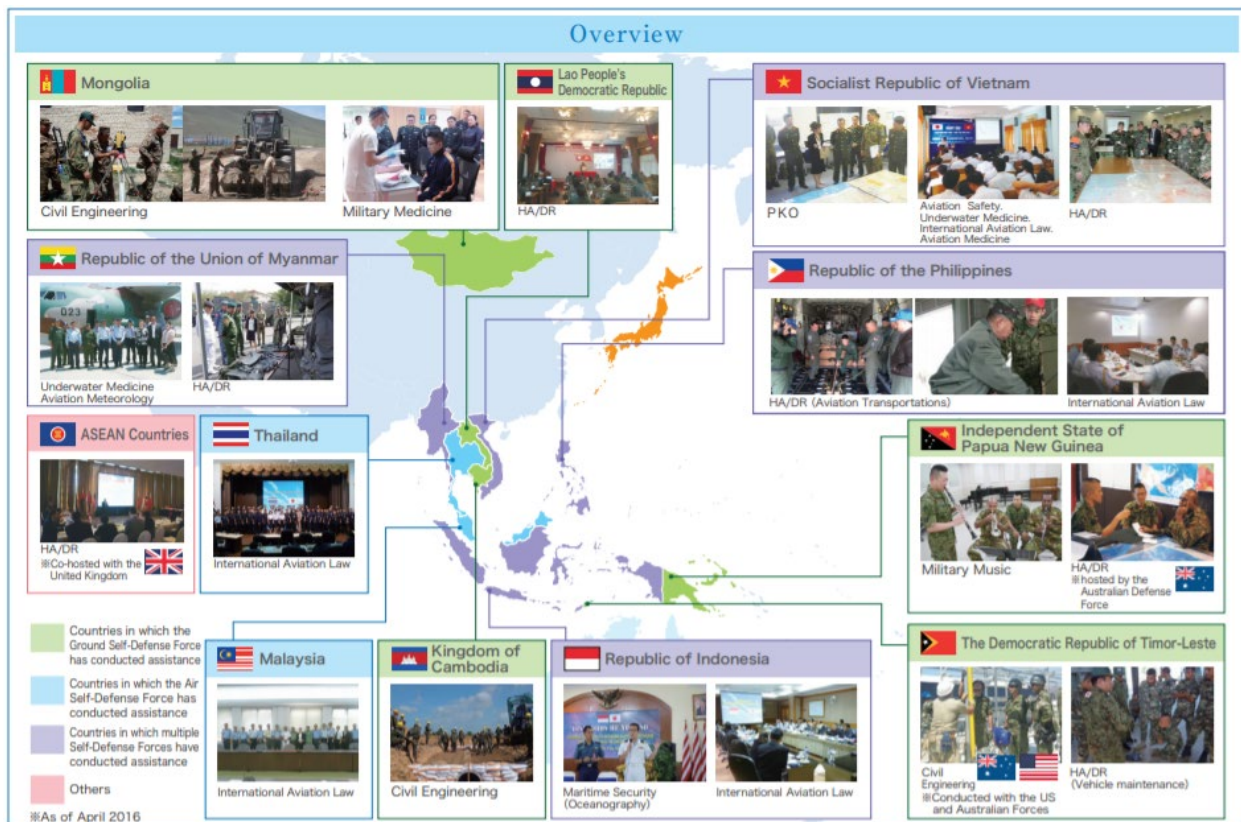 Overview
Mongolia
Civil Engineering
Military Medicine
Lao People's
Democratic Republic
HA/DR
Socialist Republic of Vietnam
PKO
Aviation Safety.
Underwater Medicine.
International Aviation Law.
Aviation Medicine
HA/DR
Republic of the Union of Myanmar
023
Underwater Medicine
Aviation Meteorology
HA/DR
Republic of the Philippines
HA/DR (Aviation Transportations)
International Aviation Law
ASEAN Countries
HA/DR
※Co-hosted with the
United Kingdom
Thailand
International Aviation Law
Independent State of
Papua New Guinea
Military Music
HA/DR
※hosted by the
Australian Defense
Force
Countries in which the
Ground Self-Defense Force
has conducted assistance
Countries in which the Air
Self-Defense Force has
conducted assistance
Countries in which multiple
Self-Defense Forces have
conducted assistance
Others
※As of April 2016
Malaysia
International Aviation Law
Kingdom of
Cambodia
Civil Engineering
Republic of Indonesia
Maritime Security
(Oceanography)
International Aviation Law
The Democratic Republic of Timor-Leste
Civil
Engineering
※Conducted with the US
and Australian Forces
HA/DR
(Vehicle maintenance)